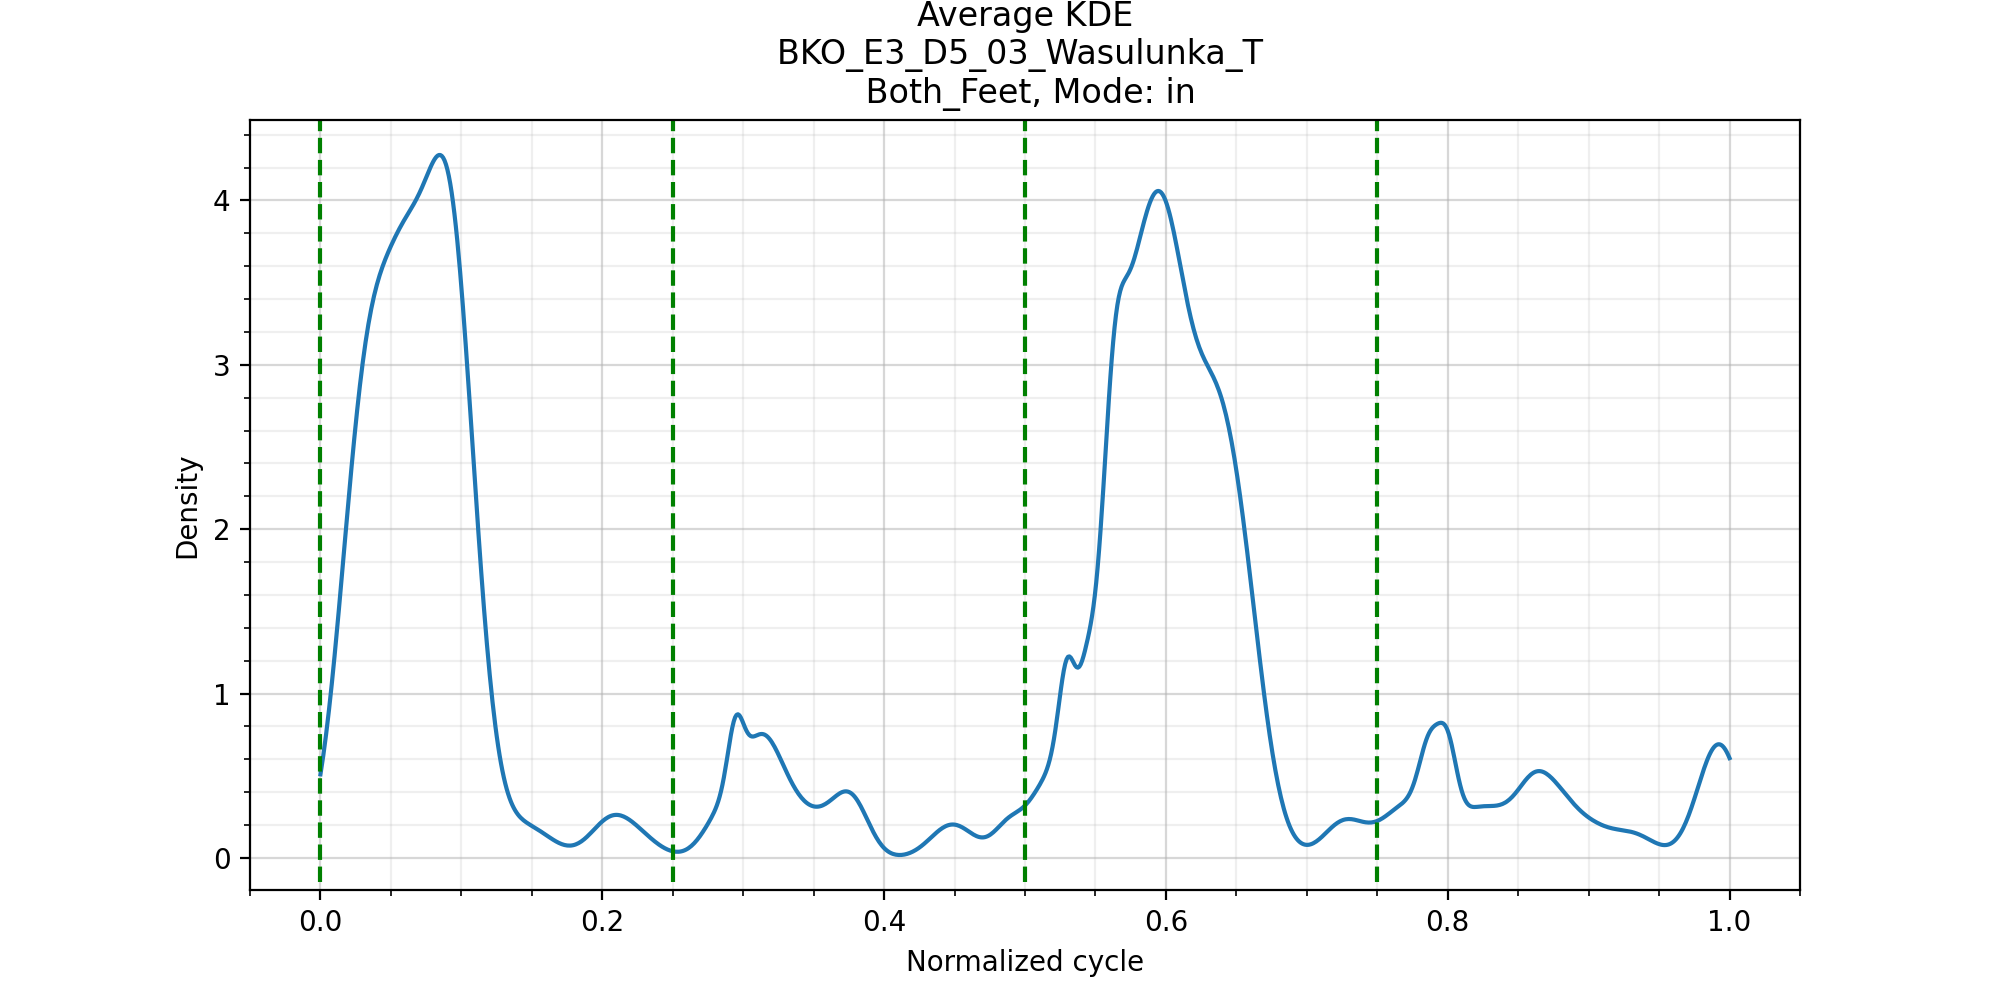 Average KDE
BKO_E3_D5_03_Wasulunka_T
Both_Feet, Mode: in
Density
4
3
2
1
0
0.0 0.2 0.4 0.6 0.8 1.0
Normalized cycle